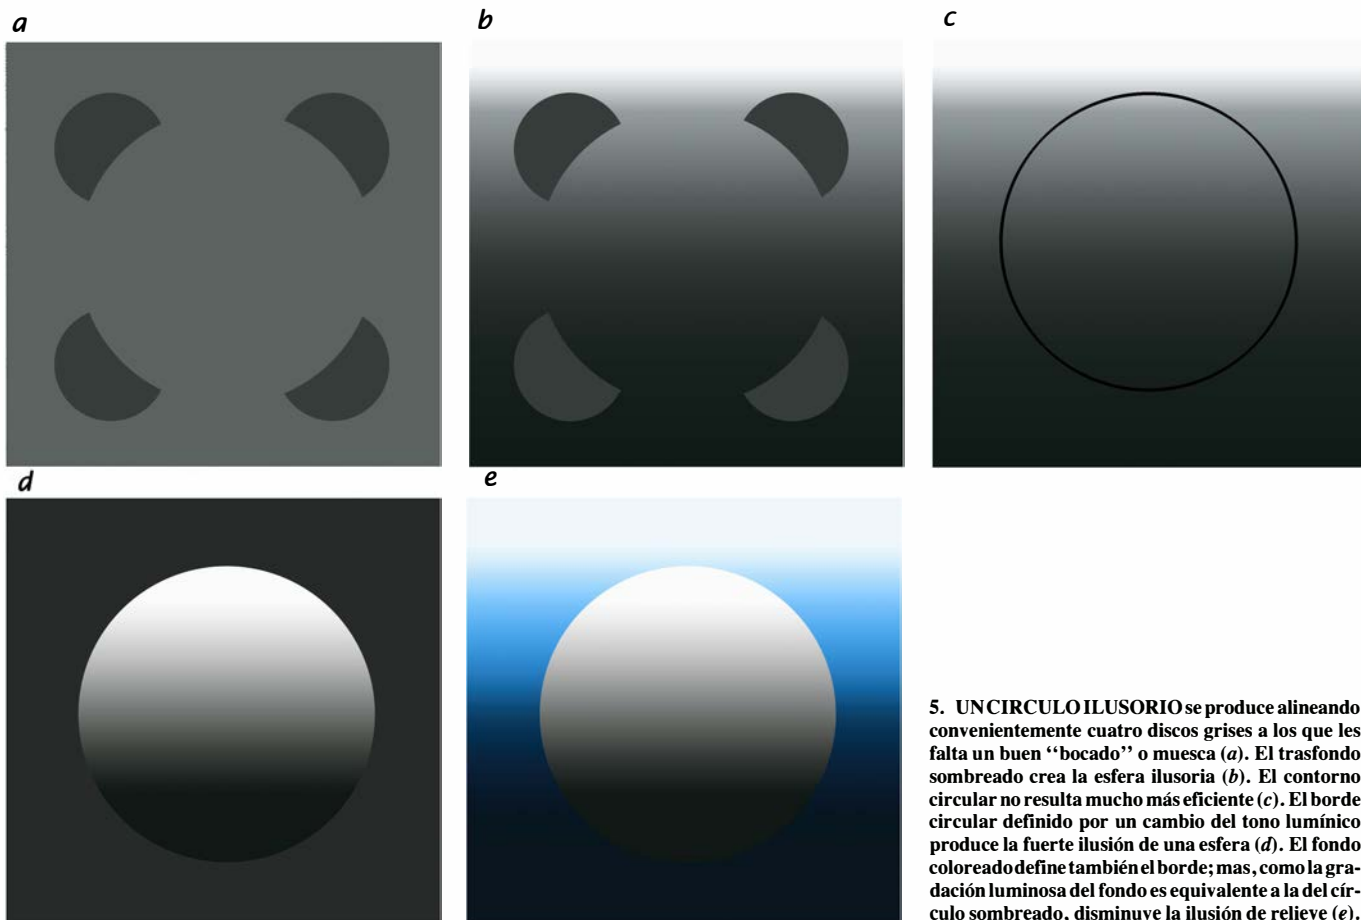 a
b
c
d
e
5. UN CIRCULO ILUSORIO se produce alineando
convenientemente cuatro discos grises a los que les
falta un buen “bocado” o muesca (a). El trasfondo
sombreado crea la esfera ilusoria (b). El contorno
circular no resulta mucho más eficiente (c). El borde
circular definido por un cambio del tono lumínico
produce la fuerte ilusión de una esfera (d). El fondo
coloreado define también el borde; mas, como la gra-
dación luminosa del fondo es equivalente a la del cír-
culo sombreado, disminuye la ilusión de relieve (e).